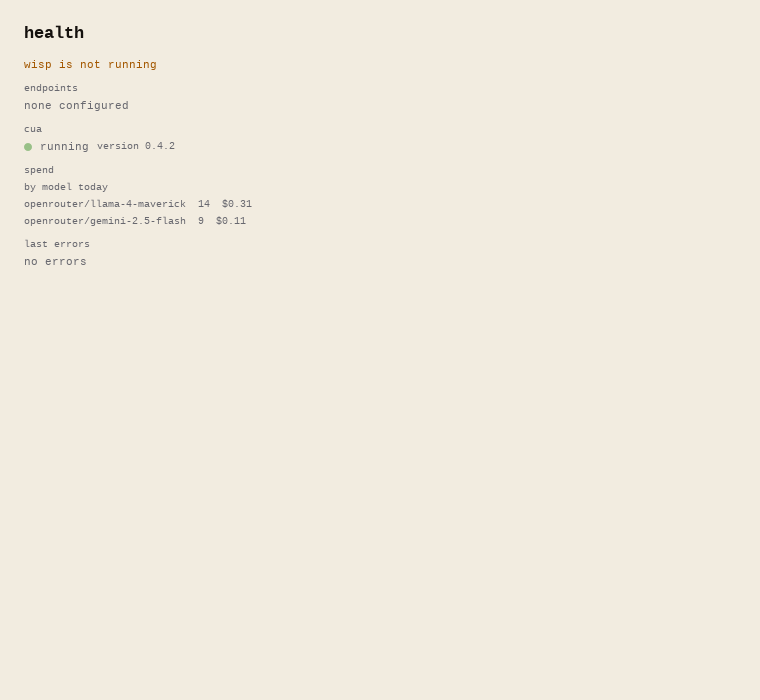 health
wisp is not running
endpoints
none configured
cua
running version 0.4.2
spend
by model today
openrouter/llama-4-maverick 14 $0.31
openrouter/gemini-2.5-flash 9 $0.11
last errors
no errors